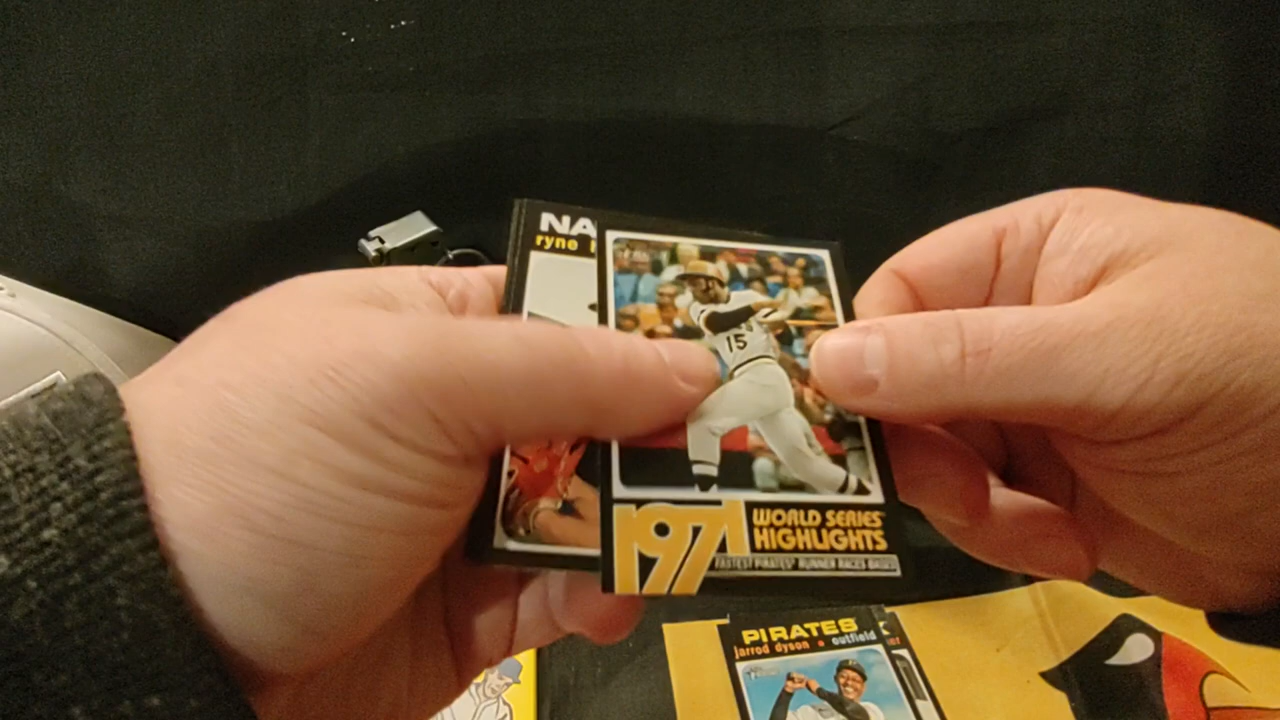 NA
ryne
15
1971
WORLD SERIES
HIGHLIGHTS
FASTEST PIRATES' RUNNER RACES BASES
PIRATES
jarrod dyson • outfield